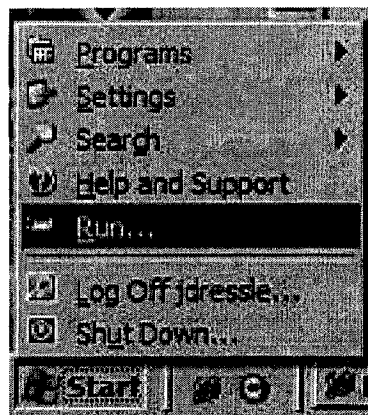 Programs
Settings
Search
Help and Support
Run...
Log Off jdressle...
Shut Down...
Start